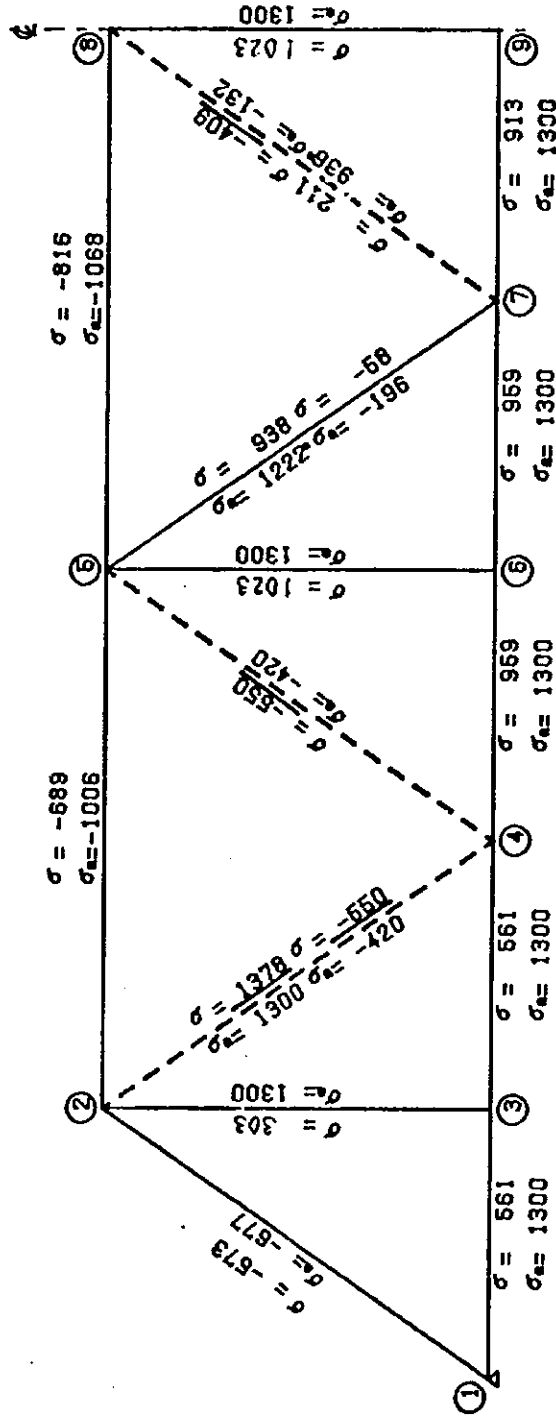 ℄
σ = -689
σa=-1006
σ = -816
σa=-1068
2
5
8
σ = -673
σa= -677
σ = 303
σa= 1300
σ = 1378
σa= 1300
σ = -550
σa= -420
σ = -550
σa= -420
σ = 1023
σa= 1300
σ = 938
σa= 1222
σ = -58
σa= -196
σ = 211
σa= 936
σ = -409
σa= -132
σ = 1023
σa= 1300
1
3
4
6
7
9
σ = 561
σa= 1300
σ = 561
σa= 1300
σ = 959
σa= 1300
σ = 959
σa= 1300
σ = 913
σa= 1300